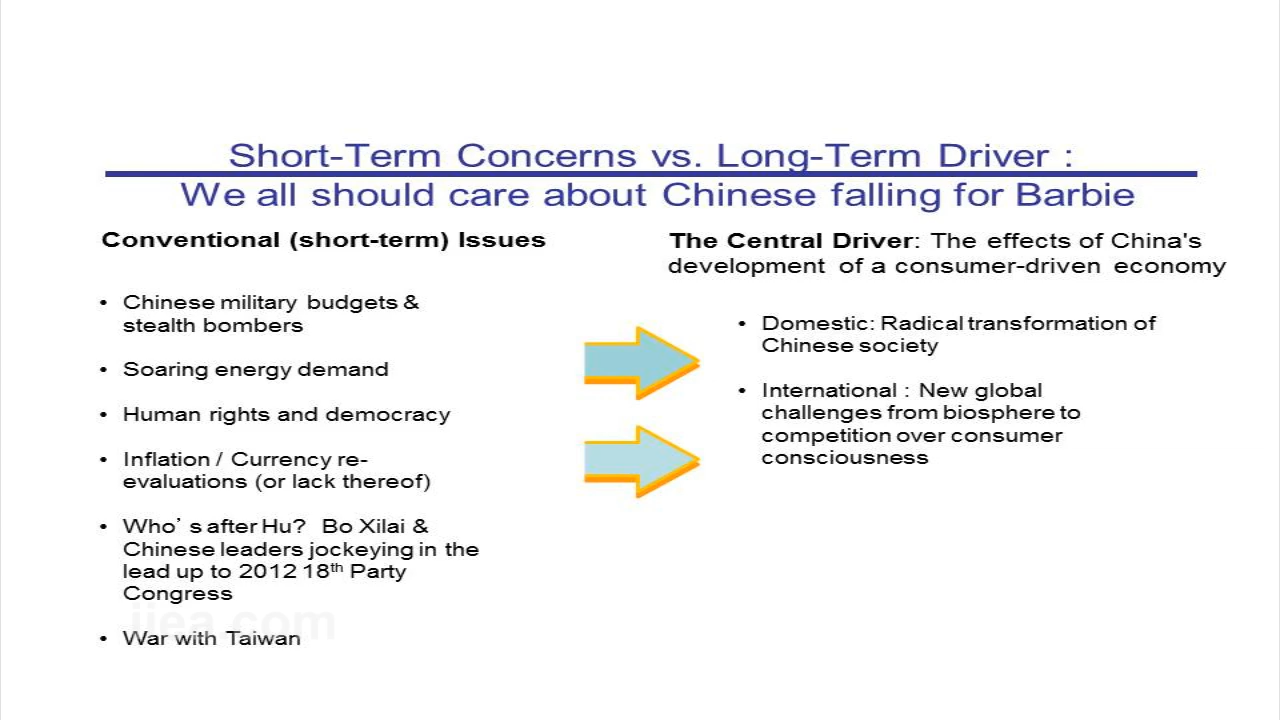 Short-Term Concerns vs. Long-Term Driver :
We all should care about Chinese falling for Barbie
Conventional (short-term) Issues
• Chinese military budgets &
stealth bombers
• Soaring energy demand
• Human rights and democracy
• Inflation / Currency re-
evaluations (or lack thereof)
• Who’s after Hu? Bo Xilai &
Chinese leaders jockeying in the
lead up to 2012 18th Party
Congress
• War with Taiwan
The Central Driver: The effects of China's
development of a consumer-driven economy
• Domestic: Radical transformation of
Chinese society
• International : New global
challenges from biosphere to
competition over consumer
consciousness
iiea.com